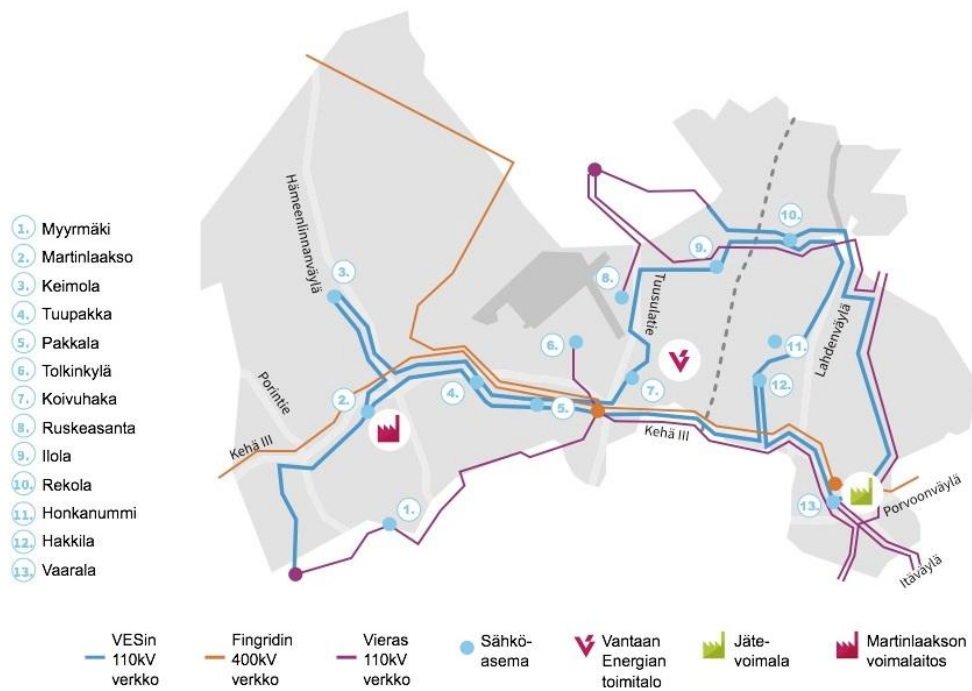 1. Myyrmäki
2. Martinlaakso
3. Keimola
4. Tuupakka
5. Pakkala
6. Tolkinkylä
7. Koivuhaka
8. Ruskeasanta
9. Ilola
10. Rekola
11. Honkanummi
12. Hakkila
13. Vaarala
Hämeenlinnanväylä
3.
Porintie
Kehä III
2.
4.
5.
6.
1.
8.
Tuusulatie
7.
9.
10.
11.
12.
Lahdenväylä
Kehä III
13.
Porvoonväylä
Itäväylä
VESin
110kV
verkko
Fingridin
400kV
verkko
Vieras
110kV
verkko
Sähkö-
asema
Vantaan
Energian
toimitalo
Jäte-
voimala
Martinlaakson
voimalaitos